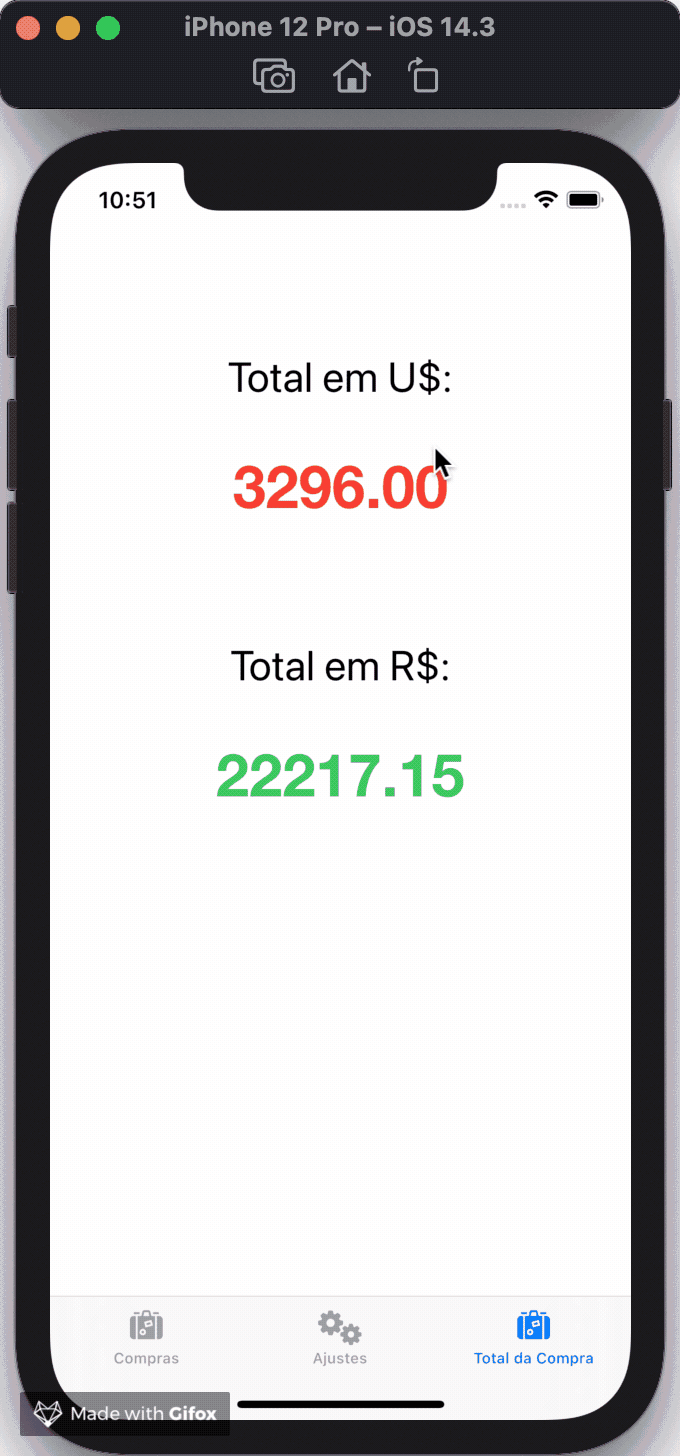 iPhone 12 Pro – iOS 14.3
10:51
Total em U$:
3296.00
Total em R$:
22217.15
Compras
Ajustes
Total da Compra
Made with Gifox